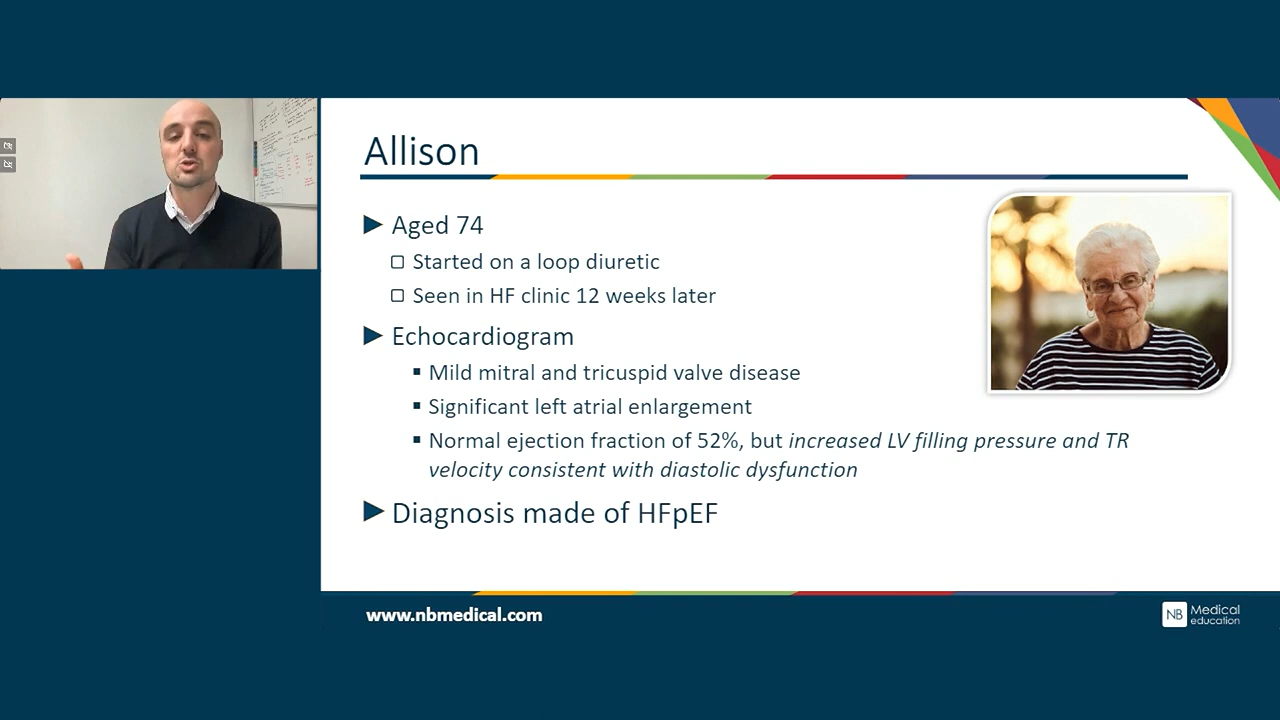 Allison
Aged 74
Started on a loop diuretic
Seen in HF clinic 12 weeks later
Echocardiogram
Mild mitral and tricuspid valve disease
Significant left atrial enlargement
Normal ejection fraction of 52%, but increased LV filling pressure and TR
velocity consistent with diastolic dysfunction
Diagnosis made of HFpEF
www.nbmedical.com
NB Medical
education